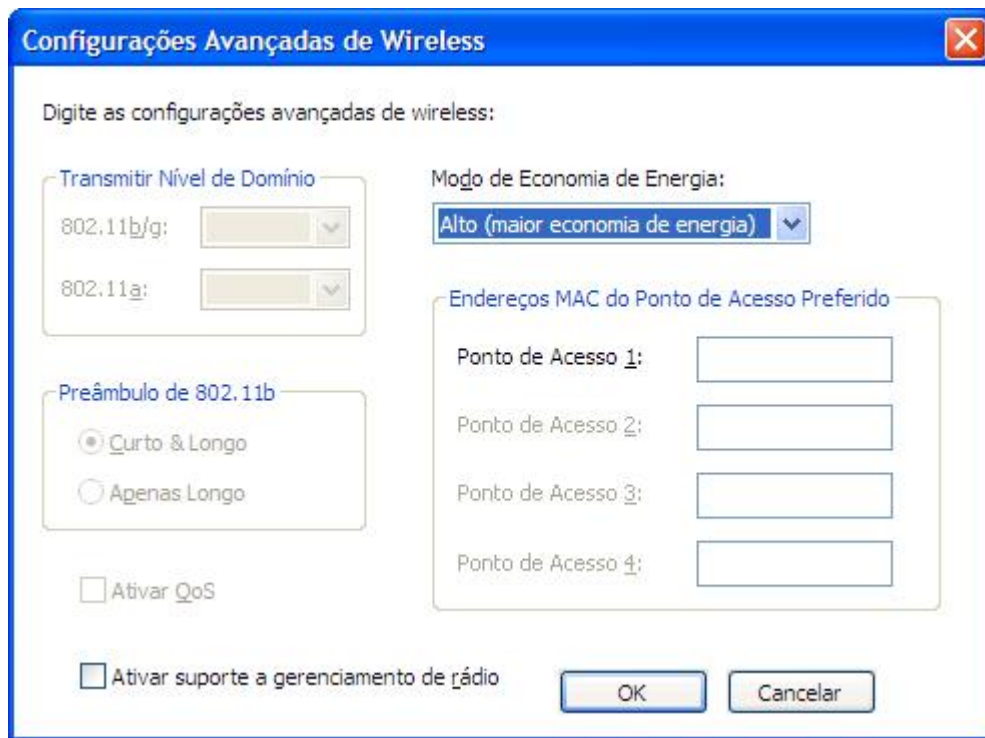 Configurações Avançadas de Wireless
Digite as configurações avançadas de wireless:
Transmitir Nível de Domínio
802.11b/g:
802.11a:
Modo de Economia de Energia:
Alto (maior economia de energia)
Endereços MAC do Ponto de Acesso Preferido
Ponto de Acesso 1:
Ponto de Acesso 2:
Ponto de Acesso 3:
Ponto de Acesso 4:
Preâmbulo de 802.11b
Curto & Longo
Apenas Longo
Ativar QoS
Ativar suporte a gerenciamento de rádio
OK
Cancelar